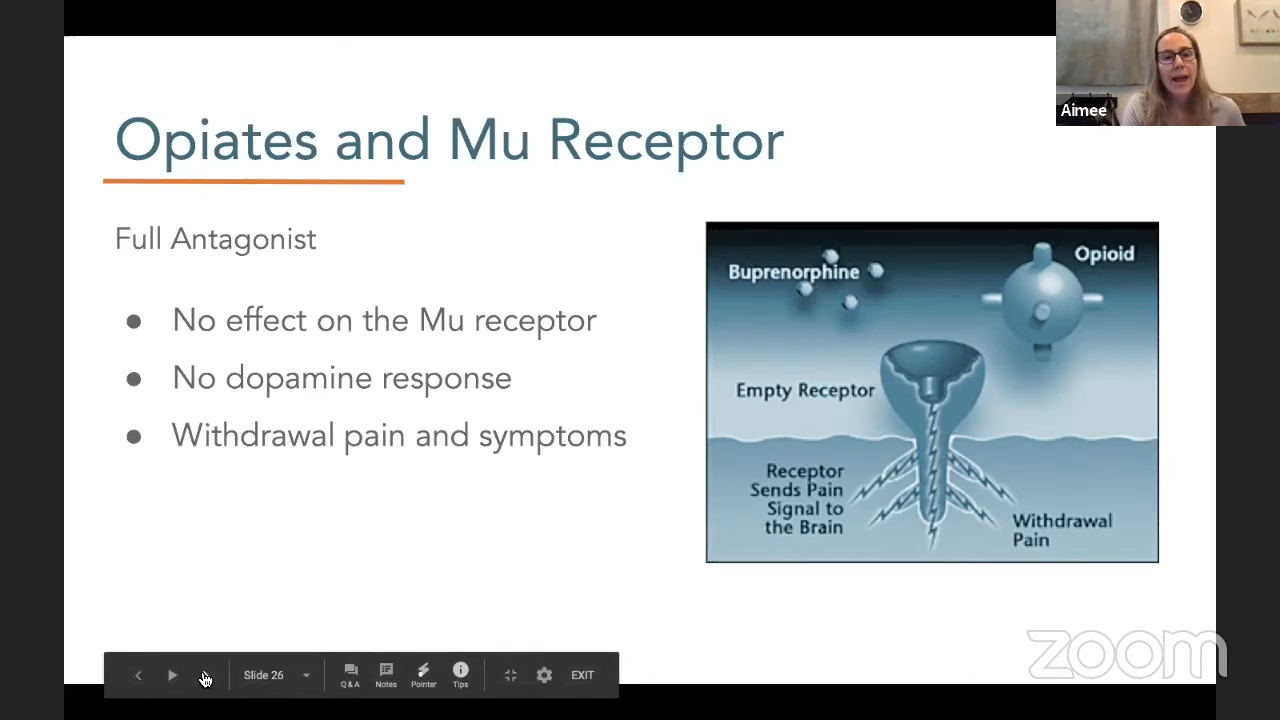 Aimee
Opiates and Mu Receptor
Full Antagonist
● No effect on the Mu receptor
● No dopamine response
● Withdrawal pain and symptoms
Buprenorphine
Opioid
Empty Receptor
Receptor
Sends Pain
Signal to
the Brain
Withdrawal
Pain
zoom
Slide 26
Q&A
Notes
Pointer
Tips
EXIT